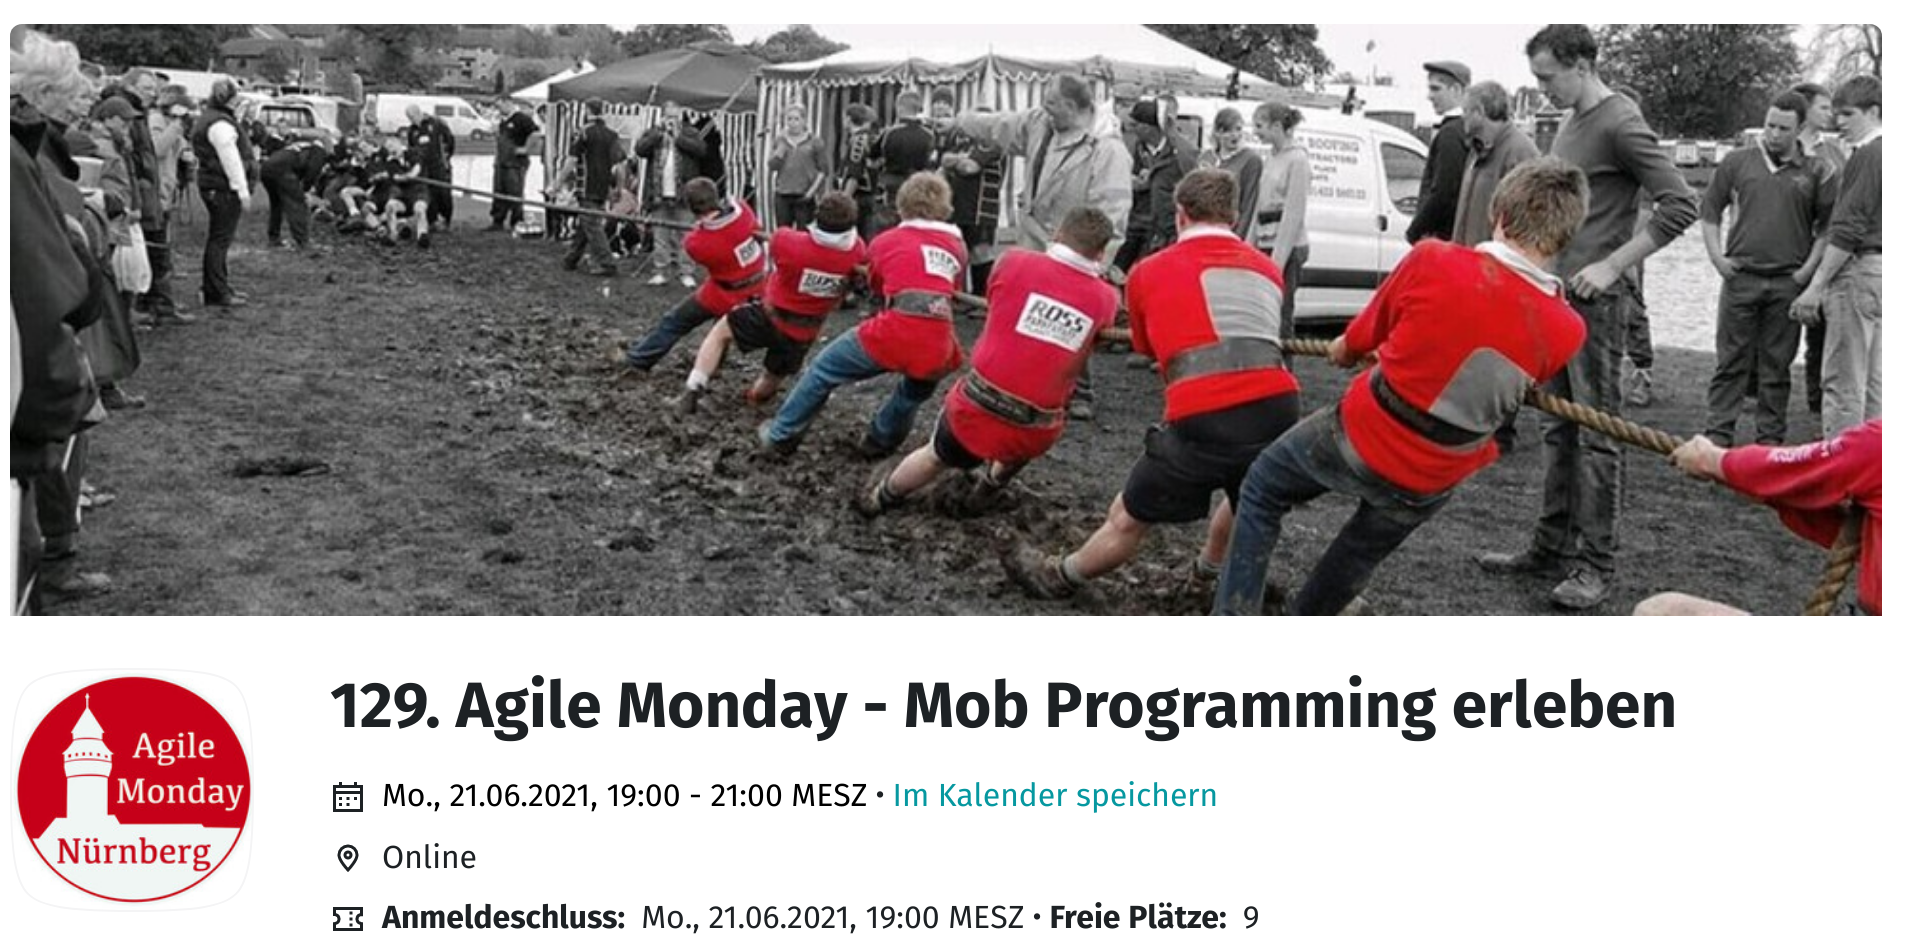 ROOFING
ROSS
129. Agile Monday - Mob Programming erleben
Agile
Monday
Nürnberg
Mo., 21.06.2021, 19:00 - 21:00 MESZ • Im Kalender speichern
Online
Anmeldeschluss: Mo., 21.06.2021, 19:00 MESZ • Freie Plätze: 9